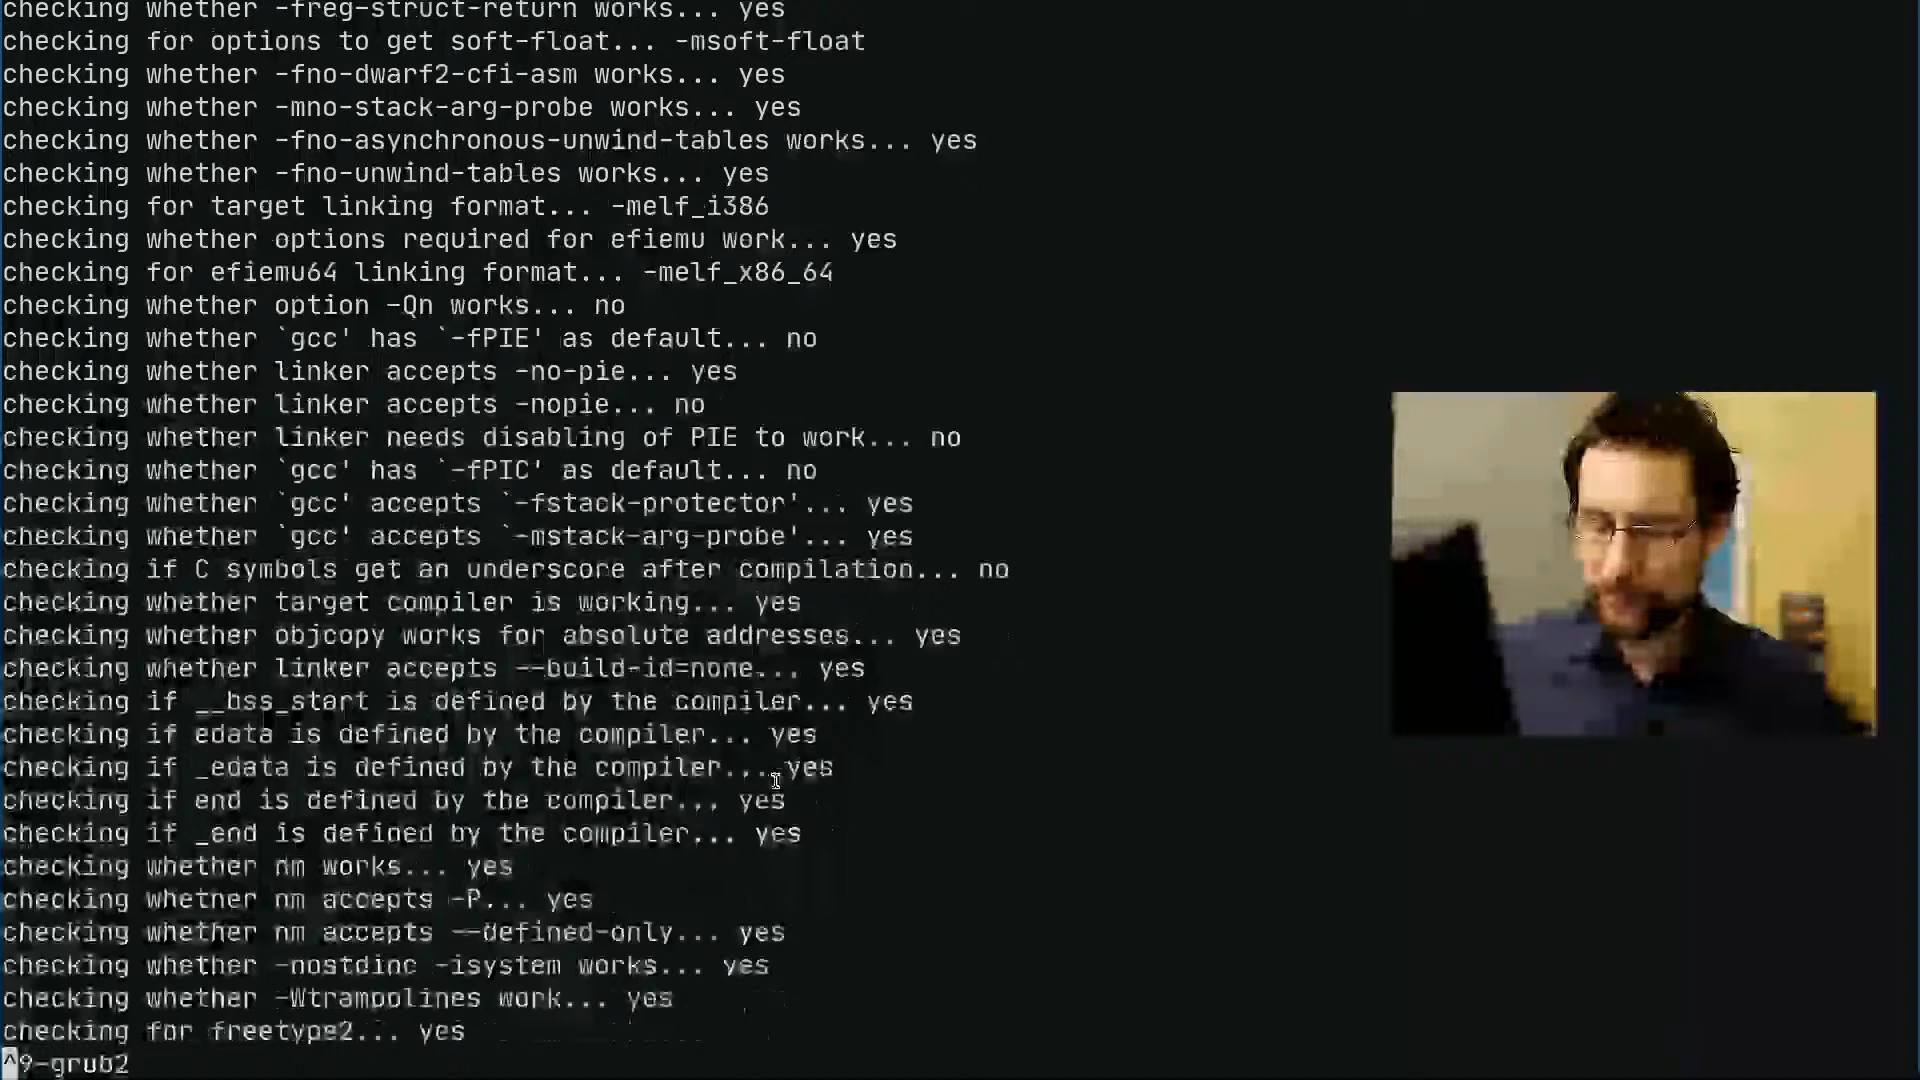 checking whether -freg-struct-return works... yes
checking for options to get soft-float... -msoft-float
checking whether -fno-dwarf2-cfi-asm works... yes
checking whether -mno-stack-arg-probe works... yes
checking whether -fno-asynchronous-unwind-tables works... yes
checking whether -fno-unwind-tables works... yes
checking for target linking format... -melf_i386
checking whether options required for efiemu work... yes
checking for efiemu64 linking format... -melf_x86_64
checking whether option -Qn works... no
checking whether `gcc' has `-fPIE' as default... no
checking whether linker accepts -no-pie... yes
checking whether linker accepts -nopie... no
checking whether linker needs disabling of PIE to work... no
checking whether `gcc' has `-fPIC' as default... no
checking whether `gcc' accepts `-fstack-protector'... yes
checking whether `gcc' accepts `-mstack-arg-probe'... yes
checking if C symbols get an underscore after compilation... no
checking whether target compiler is working... yes
checking whether objcopy works for absolute addresses... yes
checking whether linker accepts --build-id=none... yes
checking if __bss_start is defined by the compiler... yes
checking if edata is defined by the compiler... yes
checking if _edata is defined by the compiler... yes
checking if end is defined by the compiler... yes
checking if _end is defined by the compiler... yes
checking whether nm works... yes
checking whether nm accepts -P... yes
checking whether nm accepts --defined-only... yes
checking whether -nostdinc -isystem works... yes
checking whether -Wtrampolines work... yes
checking for freetype2... yes
^9-grub2